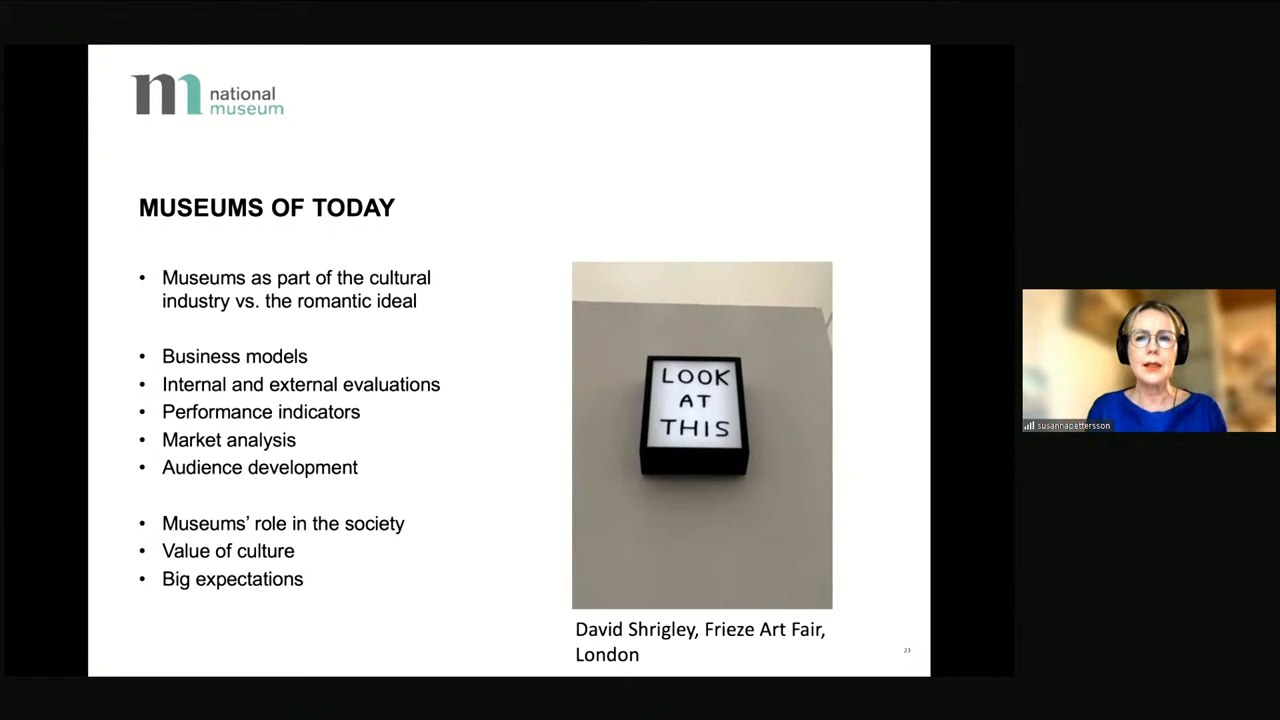 m national
museum
MUSEUMS OF TODAY
• Museums as part of the cultural
industry vs. the romantic ideal
• Business models
• Internal and external evaluations
• Performance indicators
• Market analysis
• Audience development
• Museums’ role in the society
• Value of culture
• Big expectations
LOOK
AT
THIS
David Shrigley, Frieze Art Fair,
London
23
susannapettersson